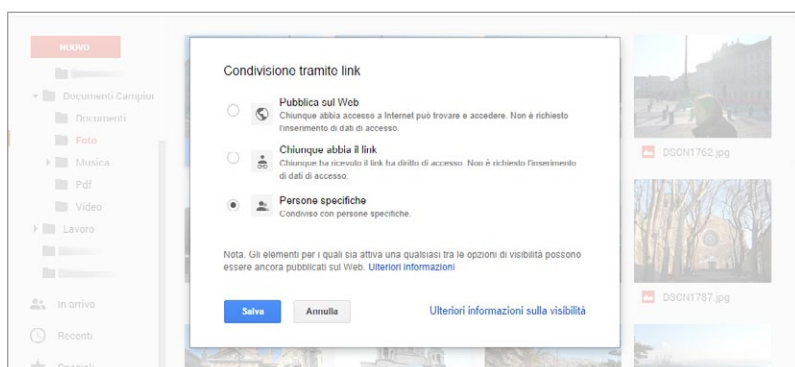 NUOVO
Documenti Campior
Documenti
Foto
Musica
Pdf
Video
Lavoro
In arrivo
Recenti
Condivisiono tramito link
Pubblica sul Web
Chiunque abbia accesso a Internet può trovare e accedere. Non è richiesto
l'inserimento di dati di accesso.
Chiunque abbia il link
Chiunque ha ricevuto il link ha diritto di accesso. Non è richiesto l'inserimento
di dati di accesso.
Persone specifiche
Condiviso con persone specifiche.
Nota. Gli elementi per i quali sia attiva una qualsiasi tra le opzioni di visibilità possono
essere ancora pubblicati sul Web. Ulteriori informazioni
Salva
Annulla
Ulteriori informazioni sulla visibilità
DSCN1762.jpg
DSCN1787.jpg